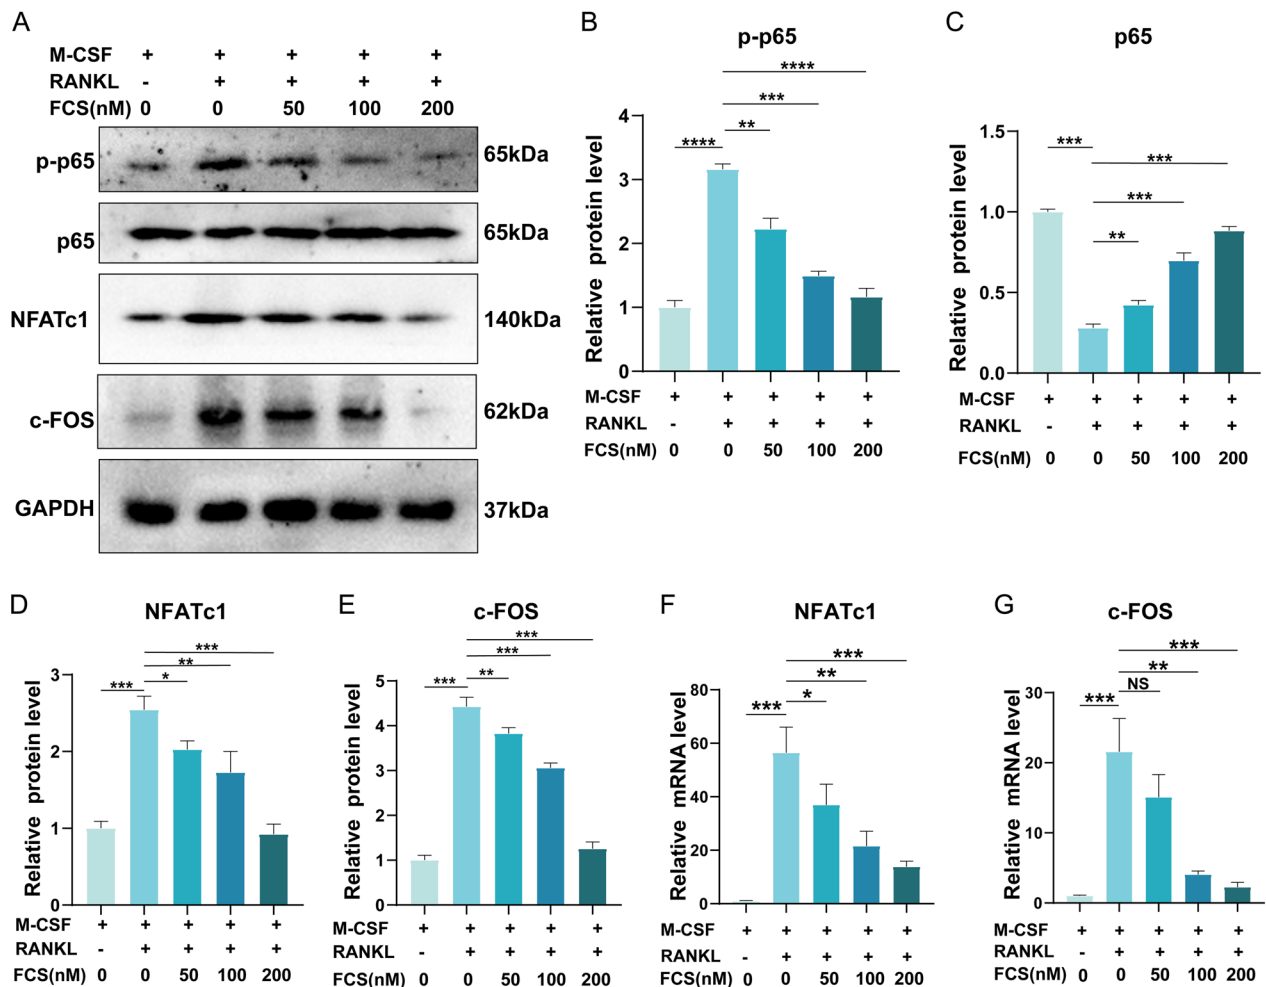 A
M-CSF + + + + +
RANKL - + + + +
FCS(nM) 0 0 50 100 200
p-p65 65kDa
p65 65kDa
NFATc1 140kDa
c-FOS 62kDa
GAPDH 37kDa
B
p-p65
Relative protein level
4
3
2
1
0
****
***
**
****
M-CSF + + + + +
RANKL - + + + +
FCS(nM) 0 0 50 100 200
C
p65
Relative protein level
1.5
1.0
0.5
0.0
***
***
***
**
M-CSF + + + + +
RANKL - + + + +
FCS(nM) 0 0 50 100 200
D
NFATc1
Relative protein level
3
2
1
0
***
**
*
***
M-CSF + + + + +
RANKL - + + + +
FCS(nM) 0 0 50 100 200
E
c-FOS
Relative protein level
5
4
3
2
1
0
***
***
**
***
M-CSF + + + + +
RANKL - + + + +
FCS(nM) 0 0 50 100 200
F
NFATc1
Relative mRNA level
80
60
40
20
0
***
**
*
***
M-CSF + + + + +
RANKL - + + + +
FCS(nM) 0 0 50 100 200
G
c-FOS
Relative mRNA level
30
20
10
0
***
**
NS
***
M-CSF + + + + +
RANKL - + + + +
FCS(nM) 0 0 50 100 200